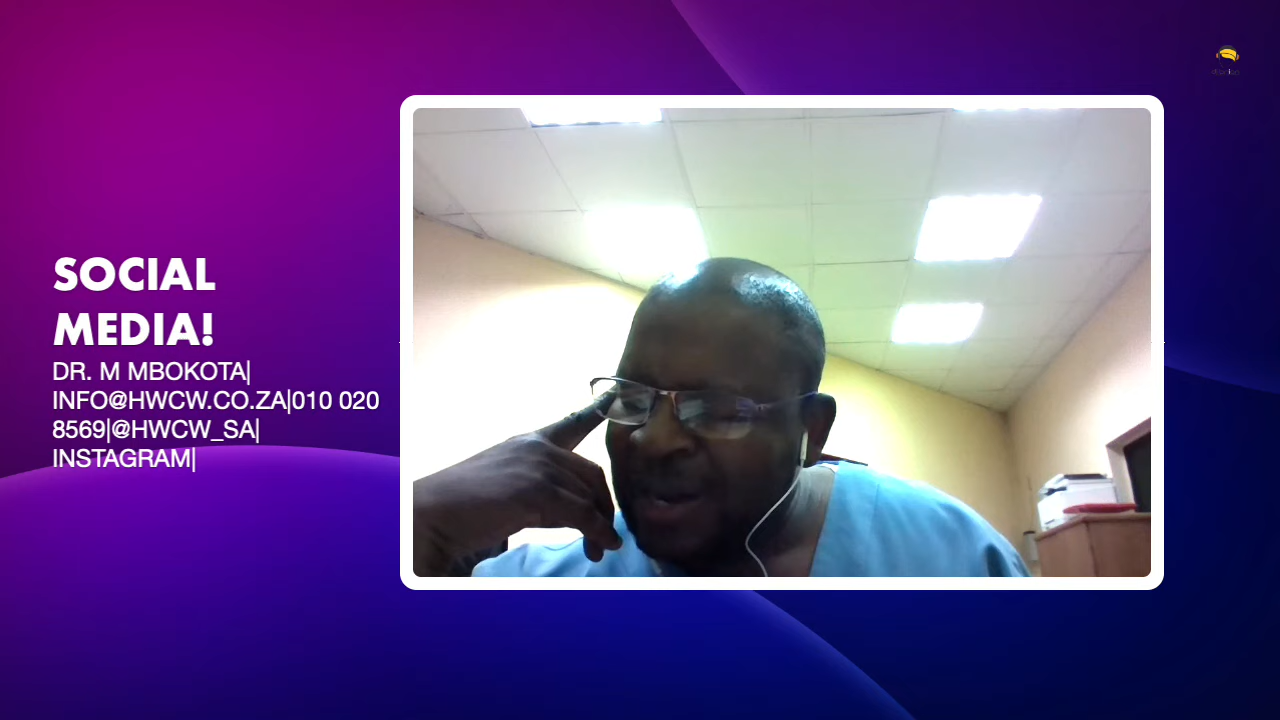 SOCIAL
MEDIA!
DR. M MBOKOTA|
INFO@HWCW.CO.ZA|010 020
8569|@HWCW_SA|
INSTAGRAM|